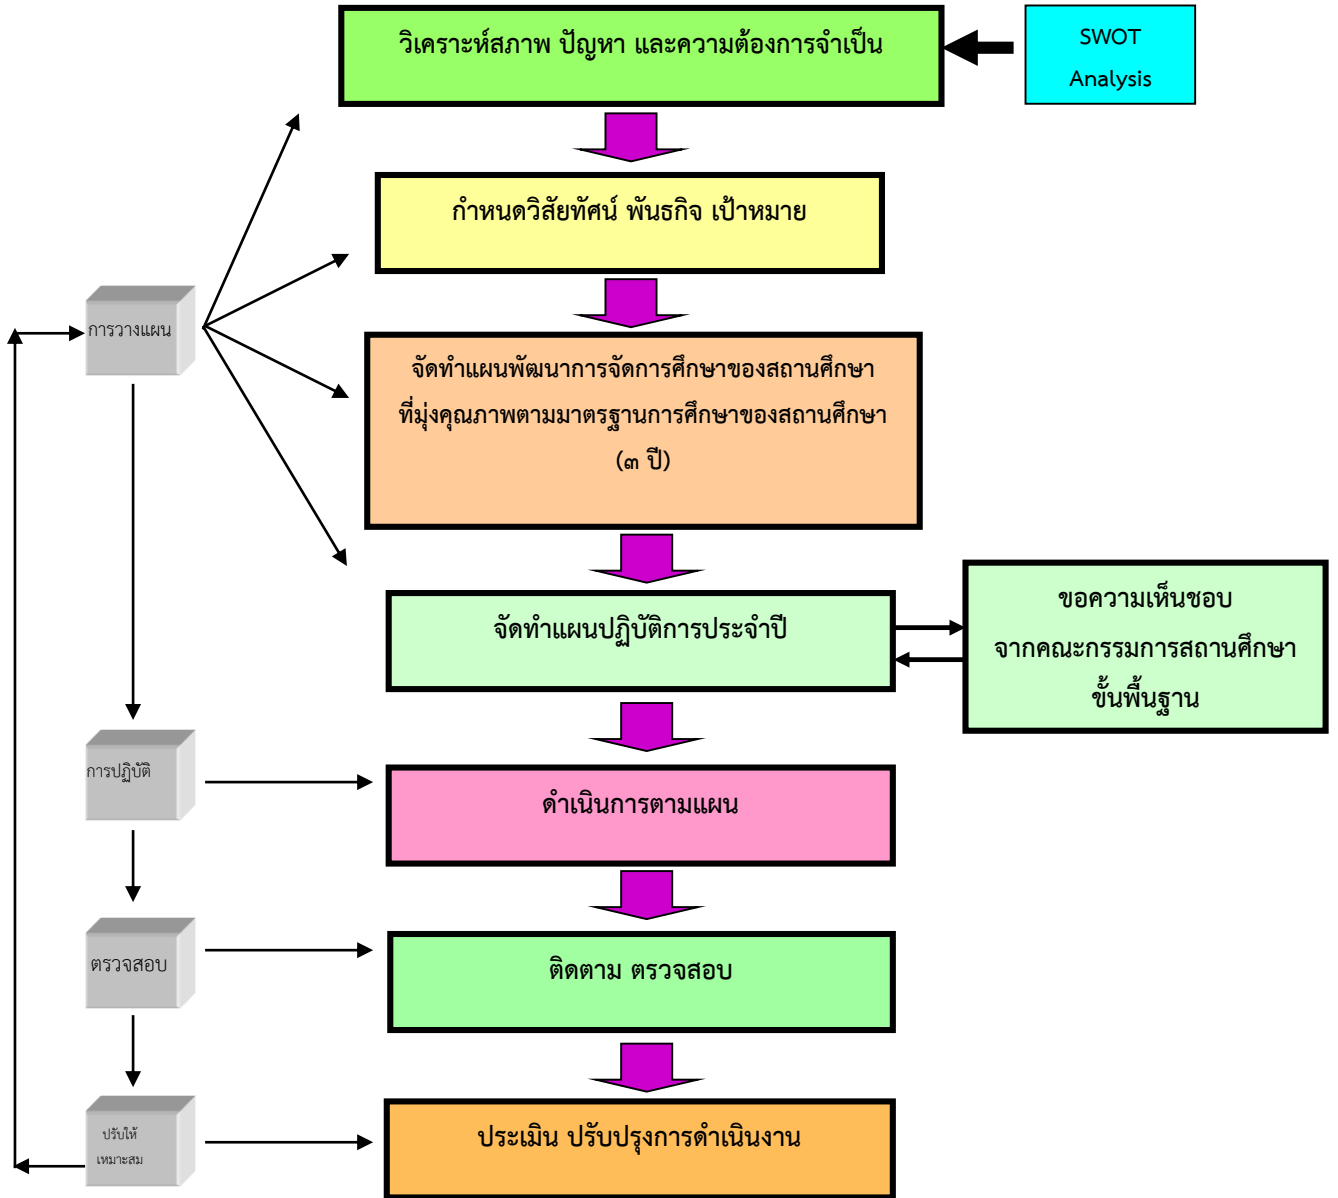 วิเคราะห์สภาพ ปัญหา และความต้องการจำเป็น
SWOT
Analysis
กำหนดวิสัยทัศน์ พันธกิจ เป้าหมาย
การวางแผน
จัดทำแผนพัฒนาการจัดการศึกษาของสถานศึกษา
ที่มุ่งคุณภาพตามมาตรฐานการศึกษาของสถานศึกษา
(๓ ปี)
จัดทำแผนปฏิบัติการประจำปี
ขอความเห็นชอบ
จากคณะกรรมการสถานศึกษา
ขั้นพื้นฐาน
การปฏิบัติ
ดำเนินการตามแผน
ตรวจสอบ
ติดตาม ตรวจสอบ
ปรับให้
เหมาะสม
ประเมิน ปรับปรุงการดำเนินงาน